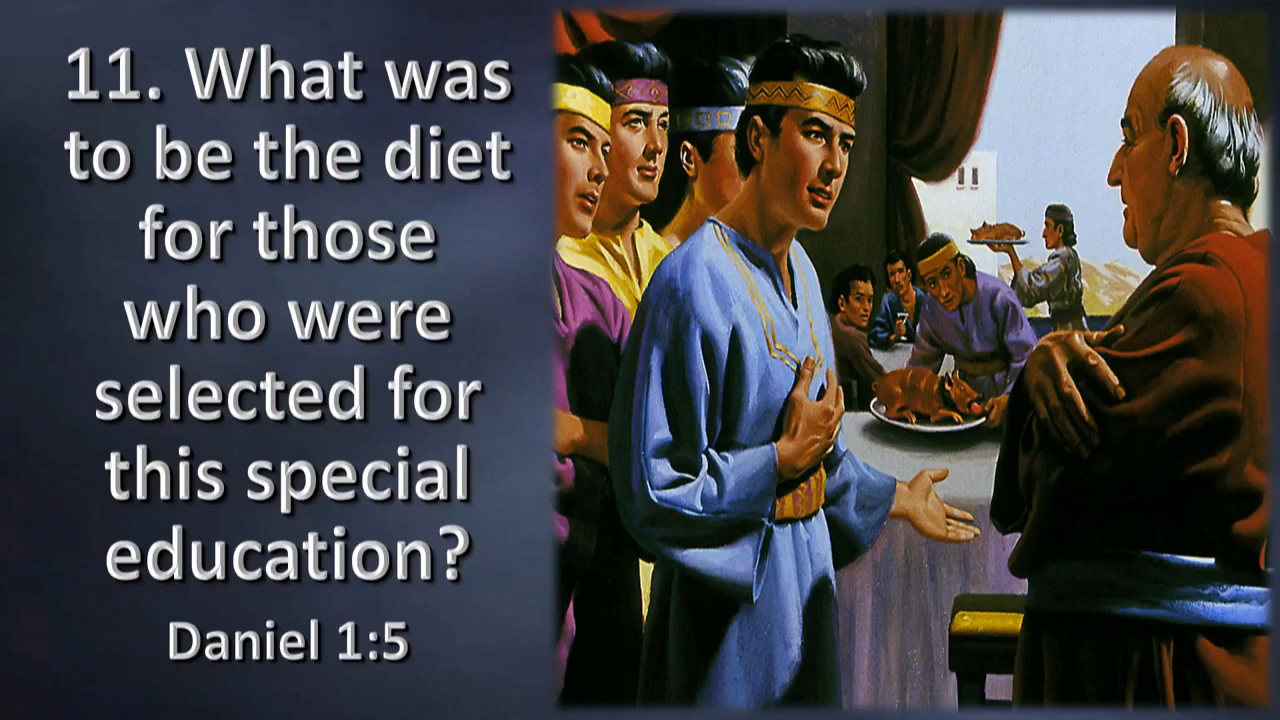 11. What was
to be the diet
for those
who were
selected for
this special
education?
Daniel 1:5